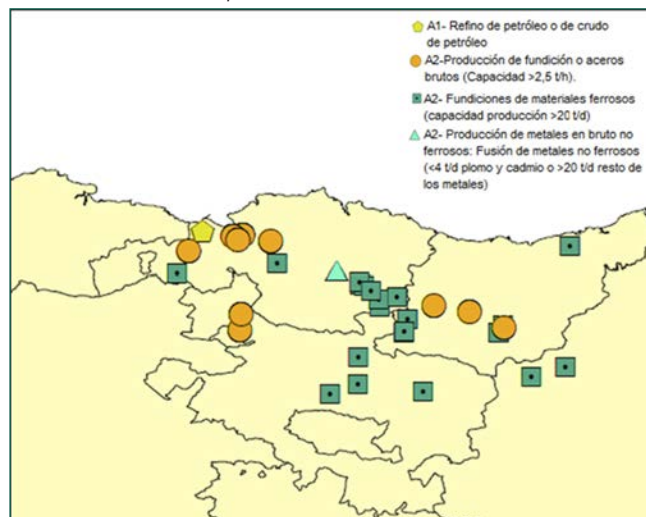 A1- Refino de petróleo o de crudo
de petróleo
A2-Producción de fundición o aceros
brutos (Capacidad >2,5 t/h).
A2- Fundiciones de materiales ferrosos
(capacidad producción >20 t/d)
A2- Producción de metales en bruto no
ferrosos: Fusión de metales no ferrosos
(<4 t/d plomo y cadmio o >20 t/d resto de
los metales)